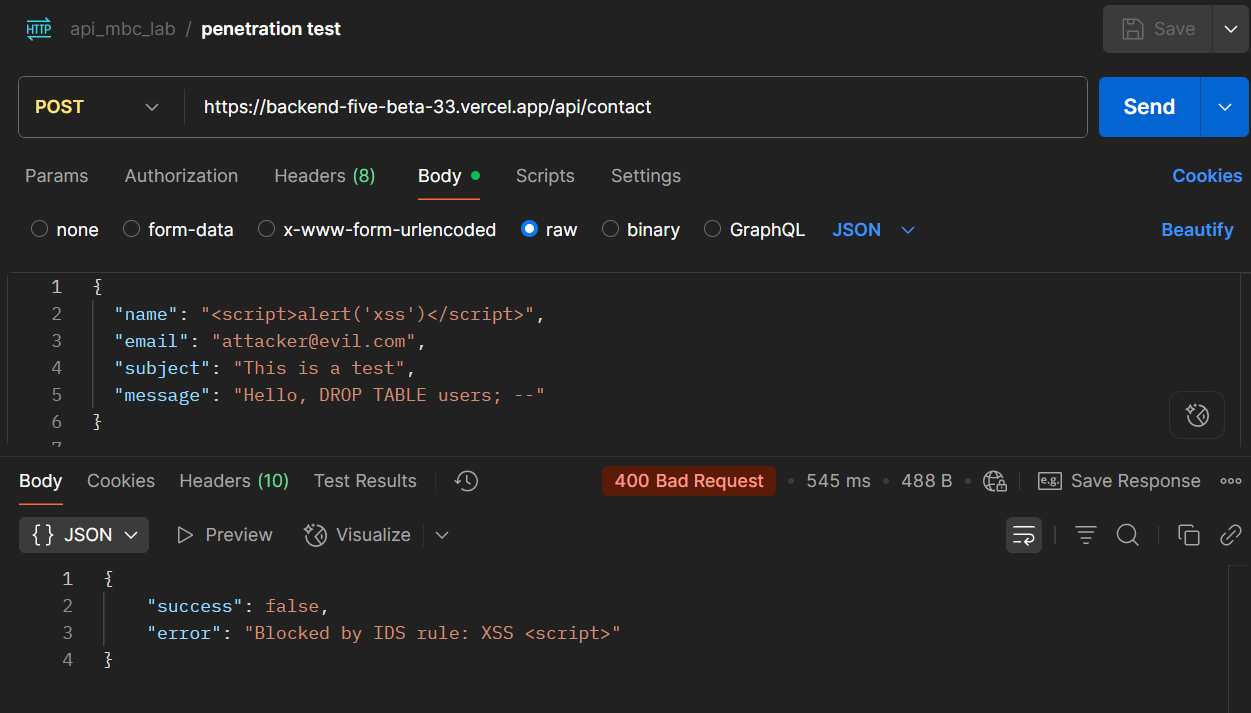 HTTP api_mbc_lab / penetration test Save
POST https://backend-five-beta-33.vercel.app/api/contact Send
Params Authorization Headers (8) Body Scripts Settings Cookies
none form-data x-www-form-urlencoded raw binary GraphQL JSON Beautify
1 {
2 "name": "<script>alert('xss')</script>",
3 "email": "attacker@evil.com",
4 "subject": "This is a test",
5 "message": "Hello, DROP TABLE users; --"
6 }
7
Body Cookies Headers (10) Test Results 400 Bad Request • 545 ms • 488 B • e.g. Save Response
{} JSON Preview Visualize
1 {
2 "success": false,
3 "error": "Blocked by IDS rule: XSS <script>"
4 }